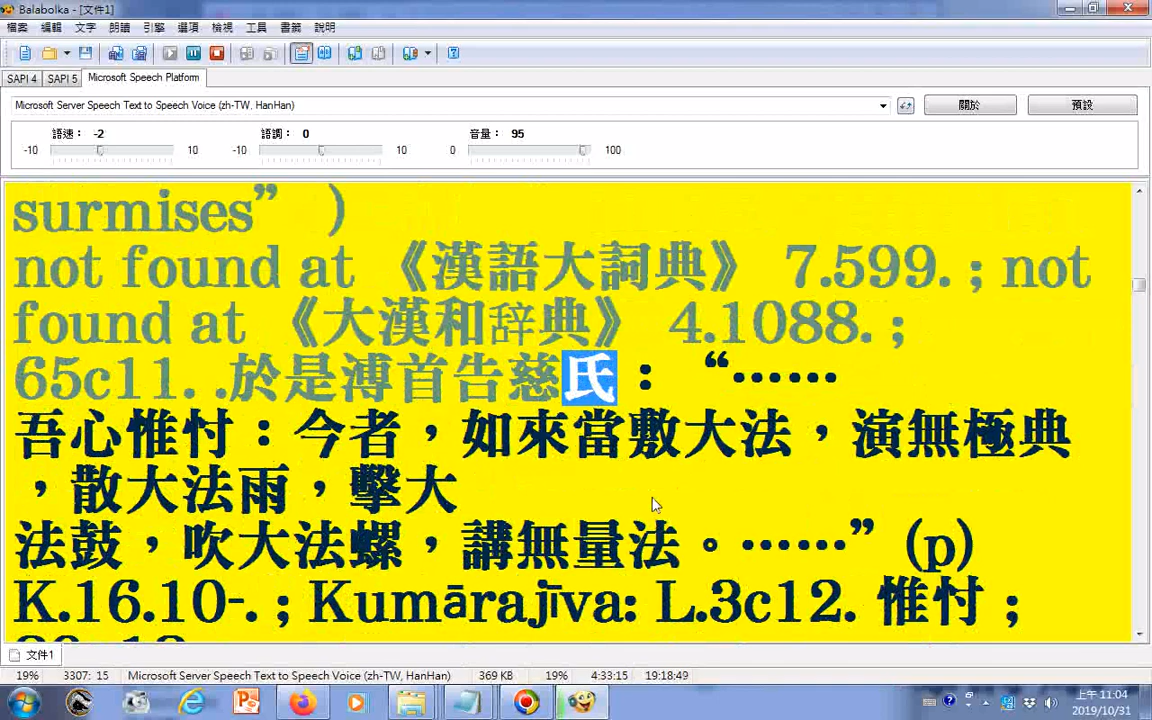 Balabolka - [文件1]
檔案 編輯 文字 朗讀 引擎 選項 檢視 工具 書籤 說明
SAPI 4 SAPI 5 Microsoft Speech Platform
Microsoft Server Speech Text to Speech Voice (zh-TW, HanHan) 關於 預設
語速： -2 語調： 0 音量： 95
-10 10 -10 10 0 100
surmises” )
not found at 《漢語大詞典》 7.599. ; not
found at 《大漢和辞典》 4.1088. ;
65c11. .於是溥首告慈氏： “……
吾心惟忖：今者，如來當敷大法，演無極典
，散大法雨，擊大
法鼓，吹大法螺，講無量法。……” (p)
K.16.10-. ; Kumārajīva: L.3c12. 惟忖 ;
文件1
19% 3307: 15 Microsoft Server Speech Text to Speech Voice (zh-TW, HanHan) 369 KB 19% 4:33:15 19:18:49
上午 11:04
2019/10/31